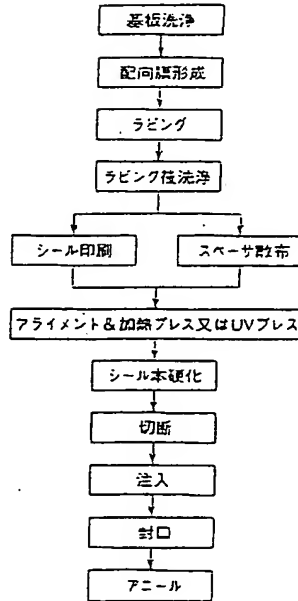 基板洗浄
配向膜形成
ラビング
ラビング後洗浄
シール印刷
スペーサ散布
アライメント&加熱プレス又はUVプレス
シール本硬化
切断
注入
封口
アニール